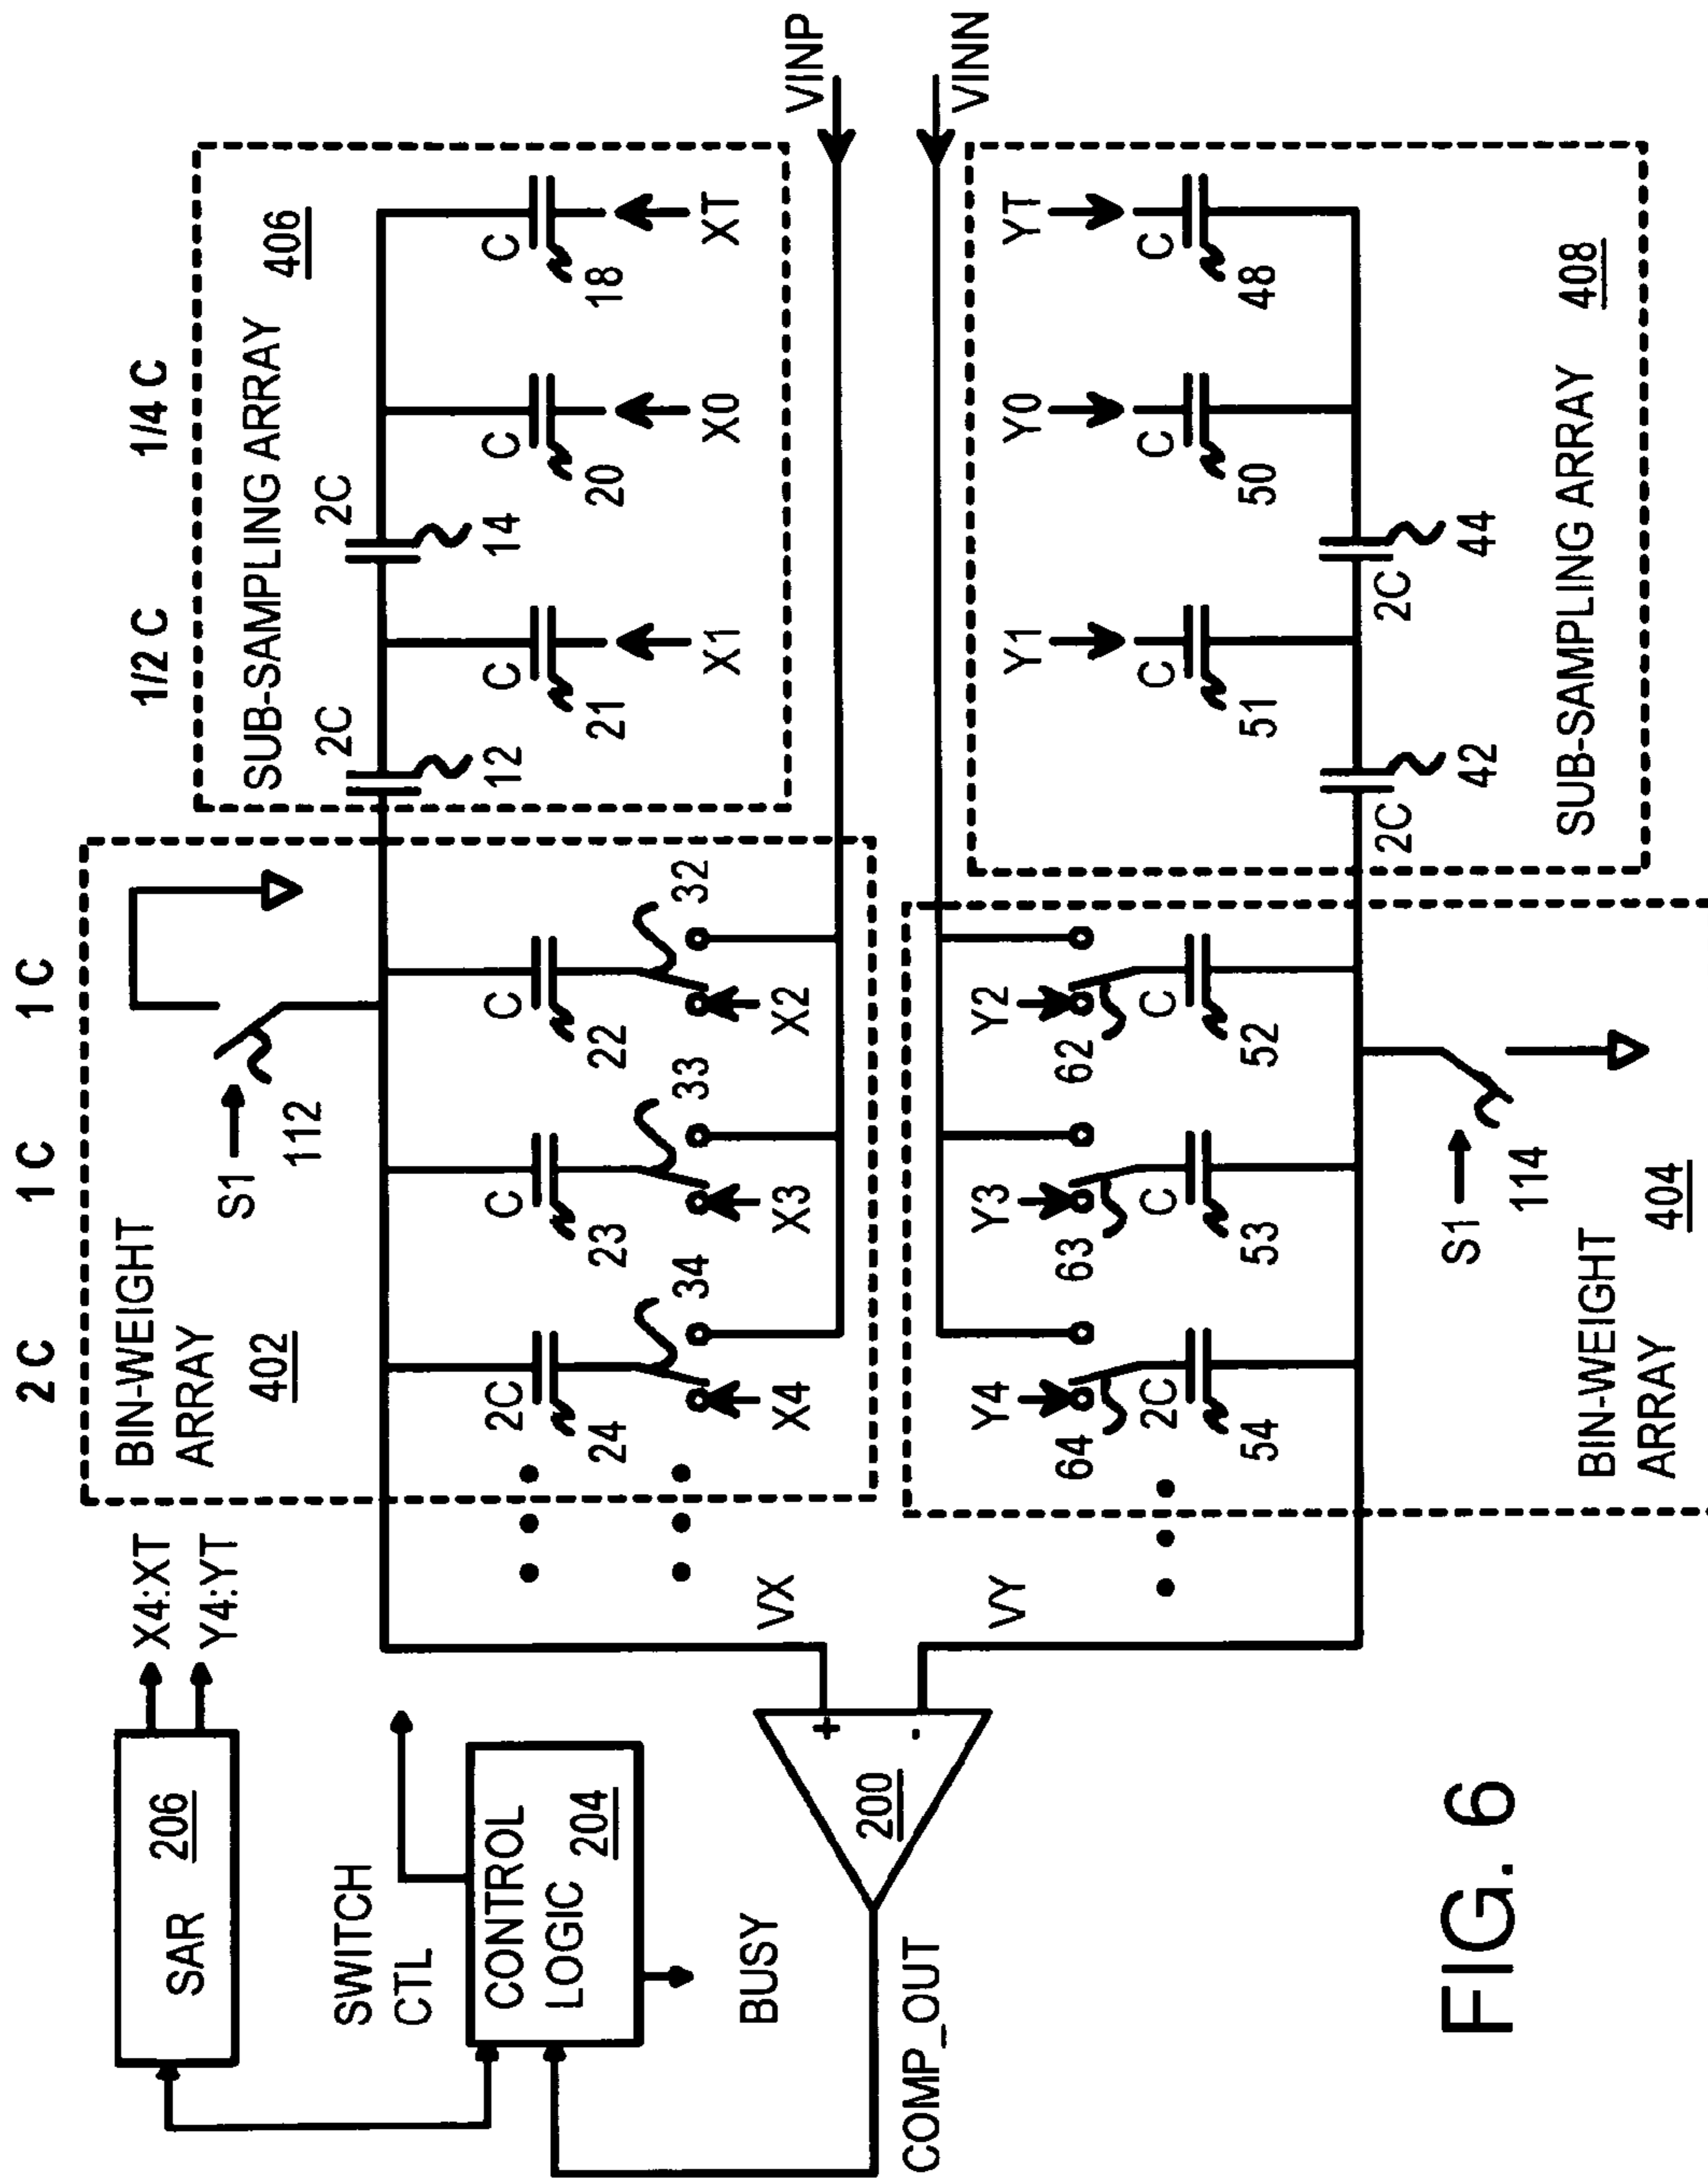 2 C
1 C
1 C
1/2 C
1/4 C
SAR
206
X4:XT
Y4:YT
SWITCH
CTL
CONTROL
LOGIC
204
BUSY
COMP_OUT
200
+
-
VX
VY
BIN-WEIGHT
ARRAY
402
S1
112
2C
24
34
X4
C
23
33
X3
C
22
32
X2
SUB-SAMPLING ARRAY
406
2C
12
C
21
X1
2C
14
C
20
X0
C
18
XT
VINP
VINN
Y4
64
2C
54
Y3
63
C
53
Y2
62
C
52
S1
114
BIN-WEIGHT
ARRAY
404
2C
42
Y1
C
51
2C
44
Y0
C
50
YT
C
48
SUB-SAMPLING ARRAY
408
FIG. 6